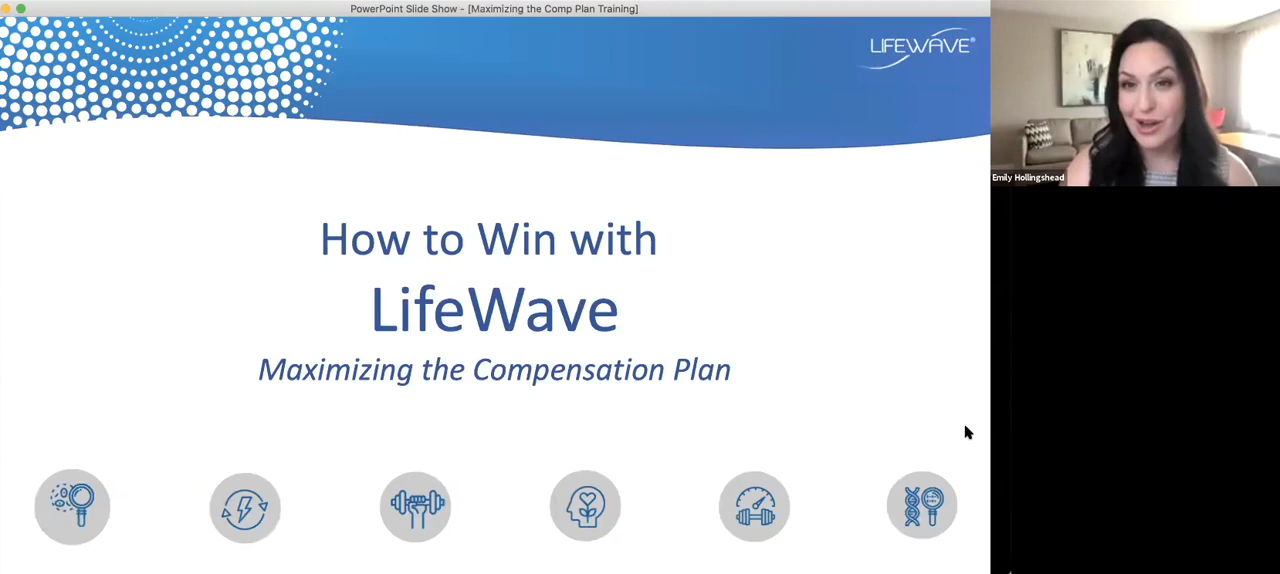 PowerPoint Slide Show - [Maximizing the Comp Plan Training]
LIFEWAVE®
Emily Hollingshead
How to Win with
LifeWave
Maximizing the Compensation Plan